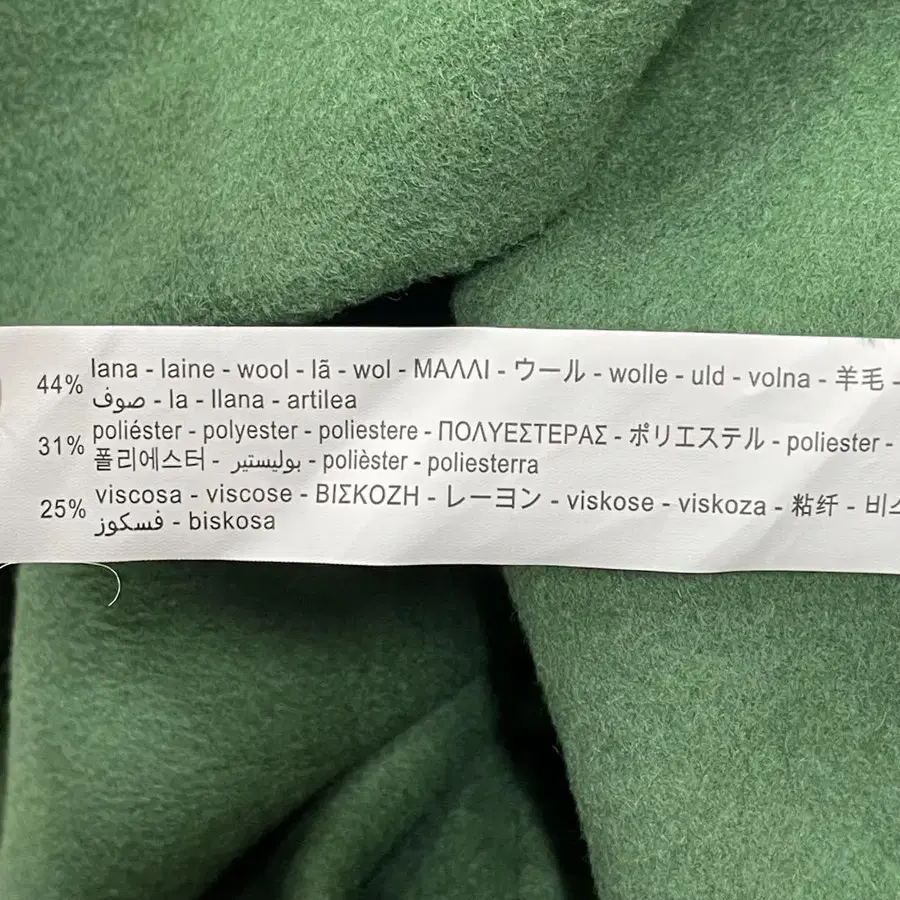 44% lana - laine - wool - lã - wol - ΜΑΛΛΙ - ウール - wolle - uld - volna - 羊毛 -
صوف - la - llana - artilea
31% poliéster - polyester - poliestere - ΠΟΛΥΕΣΤΕΡΑΣ - ポリエステル - poliester -
폴리에스터 - بوليستير - polièster - poliesterra
25% viscosa - viscose - ΒΙΣΚΟΖΗ - レーヨン - viskose - viskoza - 粘纤 - 비스
فسكوز - biskosa